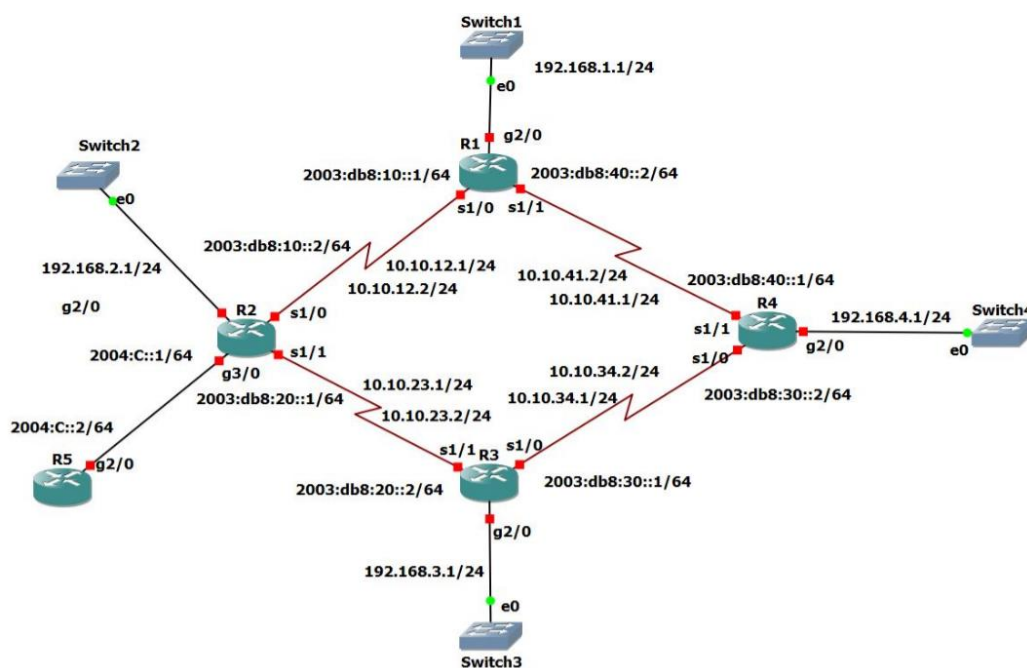 Switch1
192.168.1.1/24
e0
g2/0
R1
Switch2
2003:db8:10::1/64
2003:db8:40::2/64
e0
s1/0
s1/1
2003:db8:10::2/64
192.168.2.1/24
10.10.12.1/24
10.10.41.2/24
2003:db8:40::1/64
10.10.12.2/24
10.10.41.1/24
g2/0
R2
s1/0
R4
192.168.4.1/24
Switch4
s1/1
g2/0
e0
2004:C::1/64
s1/1
s1/0
g3/0
10.10.23.1/24
10.10.34.2/24
2003:db8:20::1/64
10.10.34.1/24
2003:db8:30::2/64
10.10.23.2/24
2004:C::2/64
s1/1
s1/0
R5
g2/0
R3
2003:db8:20::2/64
2003:db8:30::1/64
g2/0
192.168.3.1/24
e0
Switch3